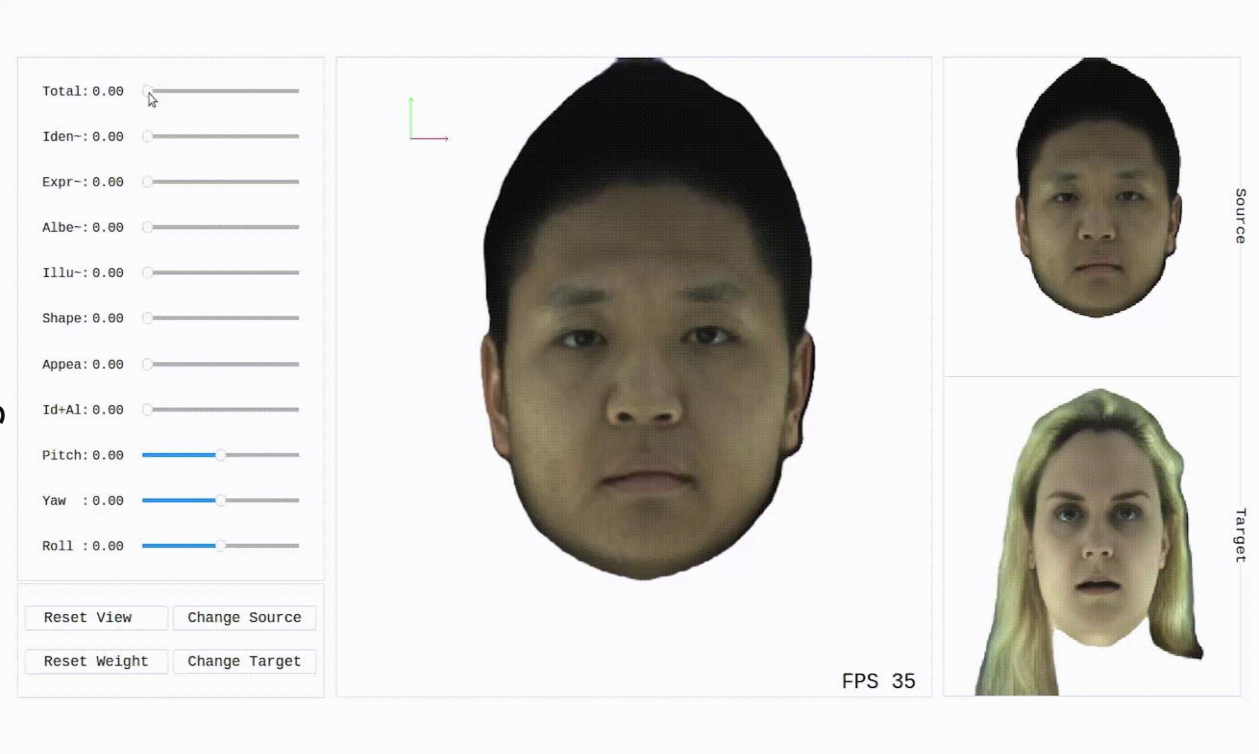 Total: 0.00
Iden~: 0.00
Expr~: 0.00
Albe~: 0.00
Illu~: 0.00
Shape: 0.00
Appea: 0.00
Id+Al: 0.00
Pitch: 0.00
Yaw : 0.00
Roll : 0.00
Reset View
Change Source
Reset Weight
Change Target
FPS 35
Source
Target